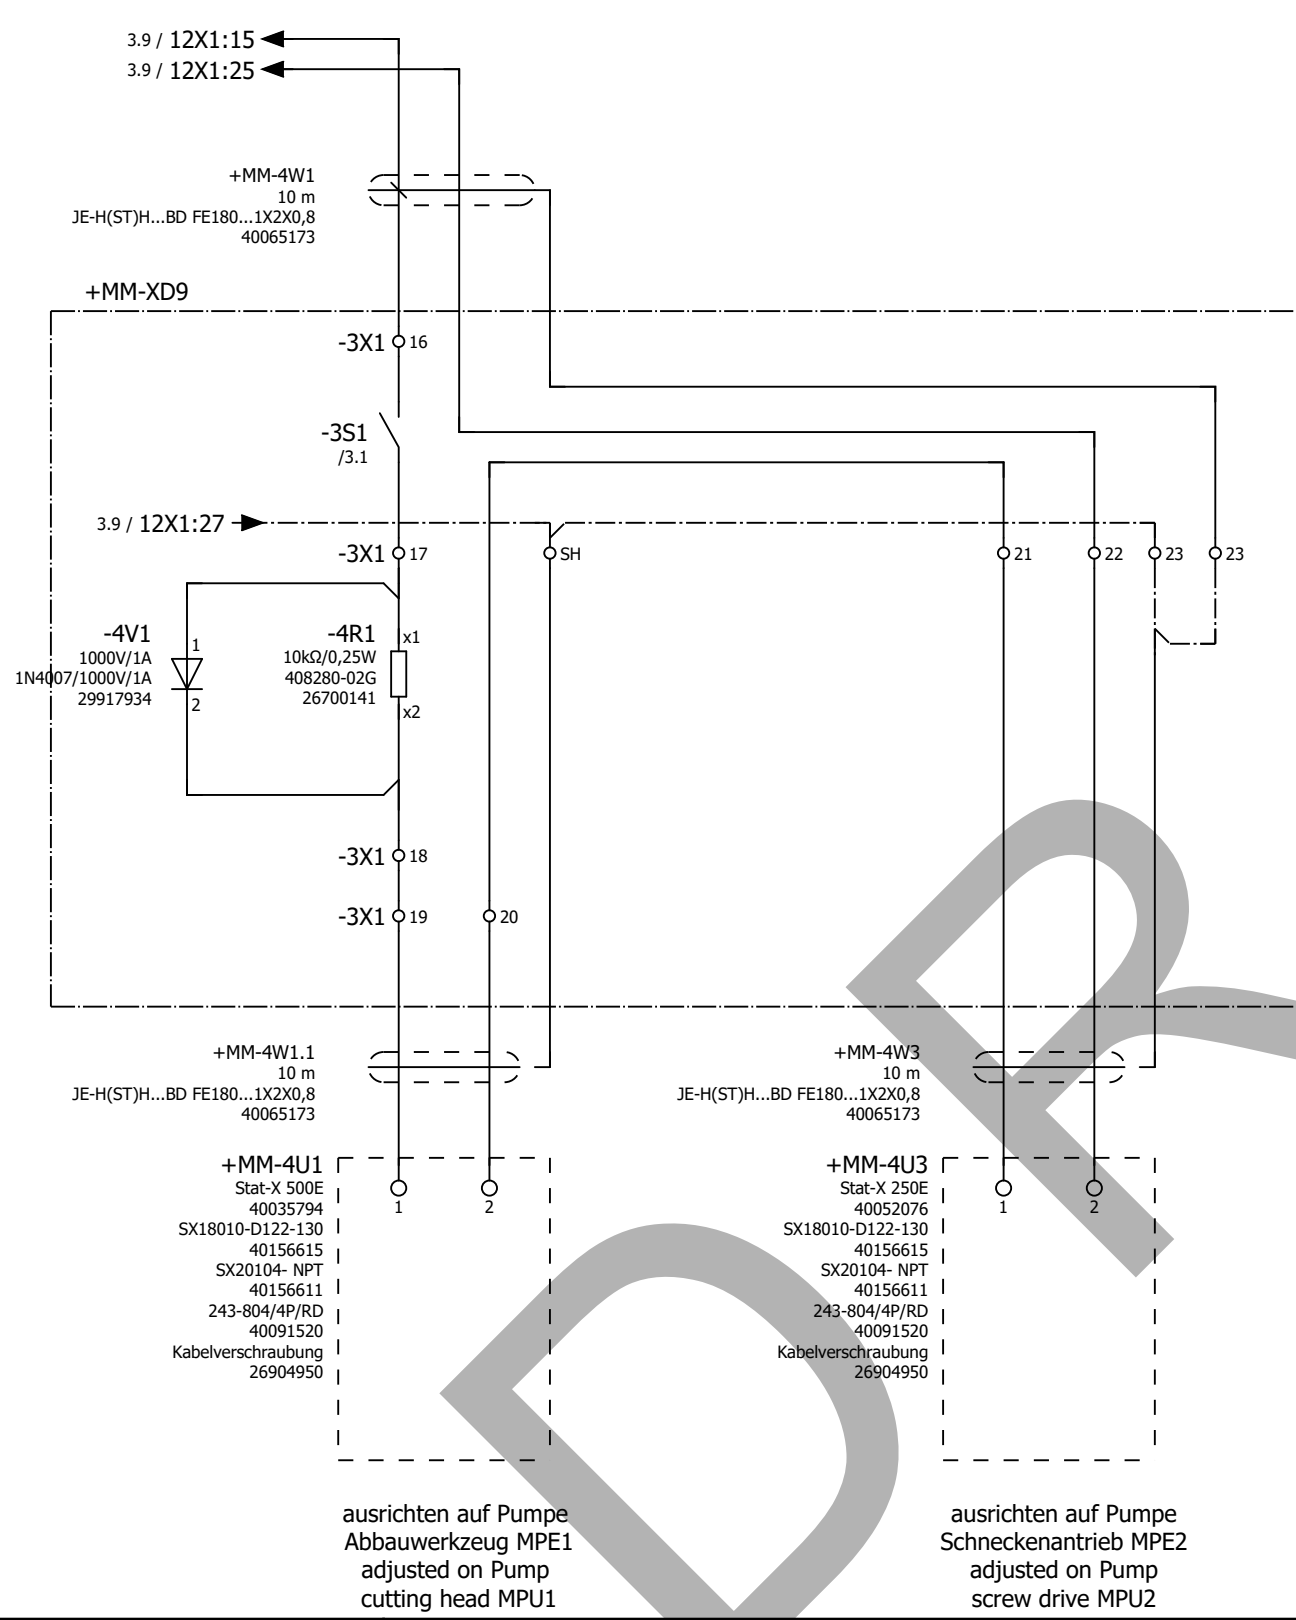 3.9 / 12X1:15
3.9 / 12X1:25
+MM-4W1
10 m
JE-H(ST)H...BD FE180...1X2X0,8
40065173
+MM-XD9
-3X1 16
-3S1
/3.1
3.9 / 12X1:27
-3X1 17
SH
21
22
23
23
-4V1
1000V/1A
1N4007/1000V/1A
29917934
1
2
-4R1
10kΩ/0,25W
408280-02G
26700141
x1
x2
-3X1 18
-3X1 19
20
+MM-4W1.1
10 m
JE-H(ST)H...BD FE180...1X2X0,8
40065173
+MM-4W3
10 m
JE-H(ST)H...BD FE180...1X2X0,8
40065173
+MM-4U1
Stat-X 500E
40035794
SX18010-D122-130
40156615
SX20104- NPT
40156611
243-804/4P/RD
40091520
Kabelverschraubung
26904950
1
2
+MM-4U3
Stat-X 250E
40052076
SX18010-D122-130
40156615
SX20104- NPT
40156611
243-804/4P/RD
40091520
Kabelverschraubung
26904950
1
2
ausrichten auf Pumpe
Abbauwerkzeug MPE1
adjusted on Pump
cutting head MPU1
ausrichten auf Pumpe
Schneckenantrieb MPE2
adjusted on Pump
screw drive MPU2
DR